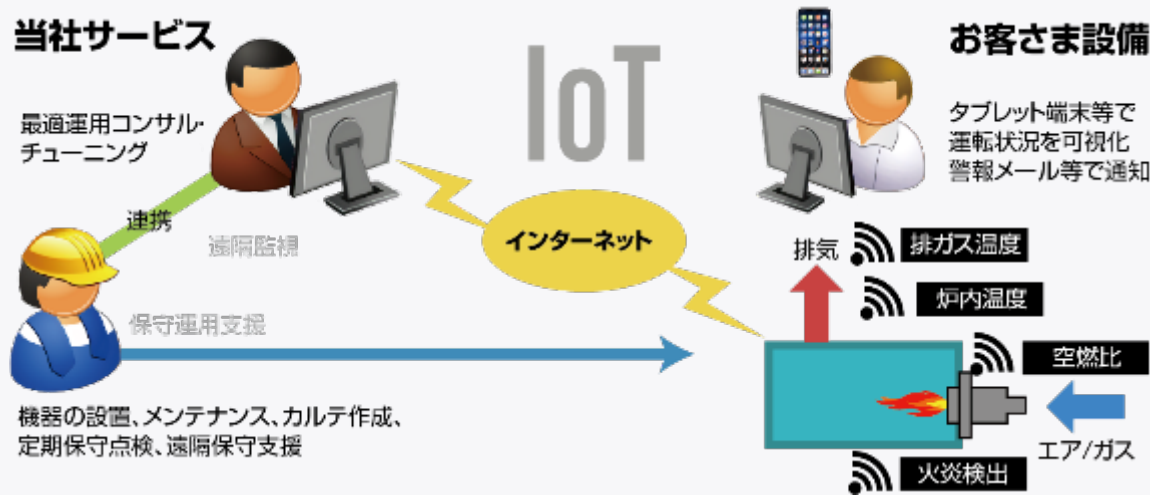 当社サービス
最適運用コンサル・
チューニング
連携
遠隔監視
保守運用支援
機器の設置、メンテナンス、カルテ作成、
定期保守点検、遠隔保守支援
IoT
インターネット
お客さま設備
タブレット端末等で
運転状況を可視化
警報メール等で通知
排気
排ガス温度
炉内温度
空燃比
エア/ガス
火炎検出